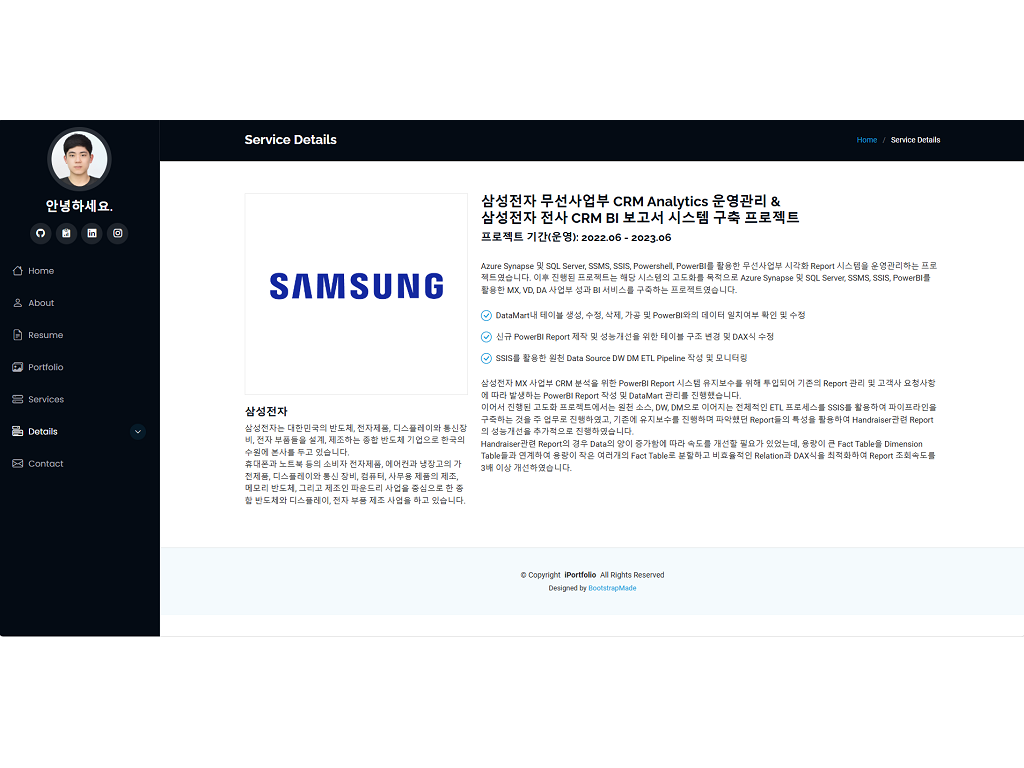 안녕하세요.
Home
About
Resume
Portfolio
Services
Details
Contact
Service Details
Home / Service Details
SAMSUNG
삼성전자
삼성전자는 대한민국의 반도체, 전자제품, 디스플레이와 통신장
비, 전자 부품들을 설계, 제조하는 종합 반도체 기업으로 한국의
수원에 본사를 두고 있습니다.
휴대폰과 노트북 등의 소비자 전자제품, 에어컨과 냉장고의 가
전제품, 디스플레이와 통신 장비, 컴퓨터, 사무용 제품의 제조,
메모리 반도체, 그리고 제조인 파운드리 사업을 중심으로 한 종
합 반도체와 디스플레이, 전자 부품 제조 사업을 하고 있습니다.
삼성전자 무선사업부 CRM Analytics 운영관리 &
삼성전자 전사 CRM BI 보고서 시스템 구축 프로젝트
프로젝트 기간(운영): 2022.06 - 2023.06
Azure Synapse 및 SQL Server, SSMS, SSIS, Powershell, PowerBI를 활용한 무선사업부 시각화 Report 시스템을 운영관리하는 프로
젝트였습니다. 이후 진행된 프로젝트는 해당 시스템의 고도화를 목적으로 Azure Synapse 및 SQL Server, SSMS, SSIS, PowerBI를
활용한 MX, VD, DA 사업부 성과 BI 서비스를 구축하는 프로젝트였습니다.
DataMart내 테이블 생성, 수정, 삭제, 가공 및 PowerBI와의 데이터 일치여부 확인 및 수정
신규 PowerBI Report 제작 및 성능개선을 위한 테이블 구조 변경 및 DAX식 수정
SSIS를 활용한 원천 Data Source DW DM ETL Pipeline 작성 및 모니터링
삼성전자 MX 사업부 CRM 분석을 위한 PowerBI Report 시스템 유지보수를 위해 투입되어 기존의 Report 관리 및 고객사 요청사항
에 따라 발생하는 PowerBI Report 작성 및 DataMart 관리를 진행했습니다.
이어서 진행된 고도화 프로젝트에서는 원천 소스, DW, DM으로 이어지는 전체적인 ETL 프로세스를 SSIS를 활용하여 파이프라인을
구축하는 것을 주 업무로 진행하였고, 기존에 유지보수를 진행하며 파악했던 Report들의 특성을 활용하여 Handraiser관련 Report
의 성능개선을 추가적으로 진행하였습니다.
Handraiser관련 Report의 경우 Data의 양이 증가함에 따라 속도를 개선할 필요가 있었는데, 용량이 큰 Fact Table을 Dimension
Table들과 연계하여 용량이 작은 여러개의 Fact Table로 분할하고 비효율적인 Relation과 DAX식을 최적화하여 Report 조회속도를
3배 이상 개선하였습니다.
© Copyright iPortfolio All Rights Reserved
Designed by BootstrapMade